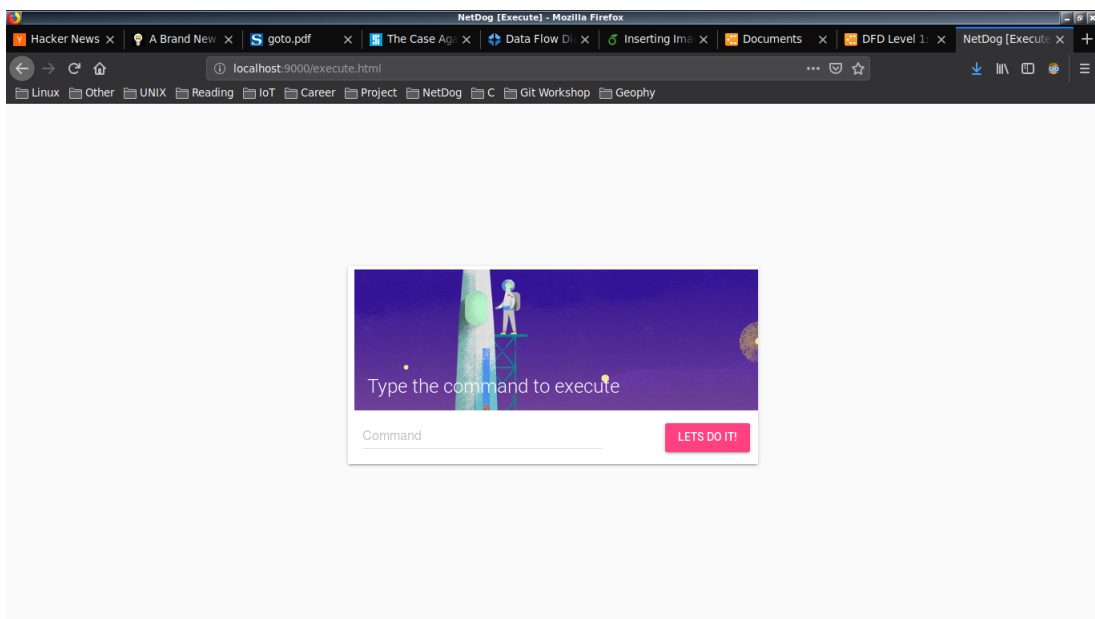 NetDog [Execute] - Mozilla Firefox
Hacker News A Brand New goto.pdf The Case Aga Data Flow Di Inserting Ima Documents DFD Level 1: NetDog [Execute
localhost:9000/execute.html
Linux Other UNIX Reading IoT Career Project NetDog C Git Workshop Geophy
Type the command to execute
Command LETS DO IT!